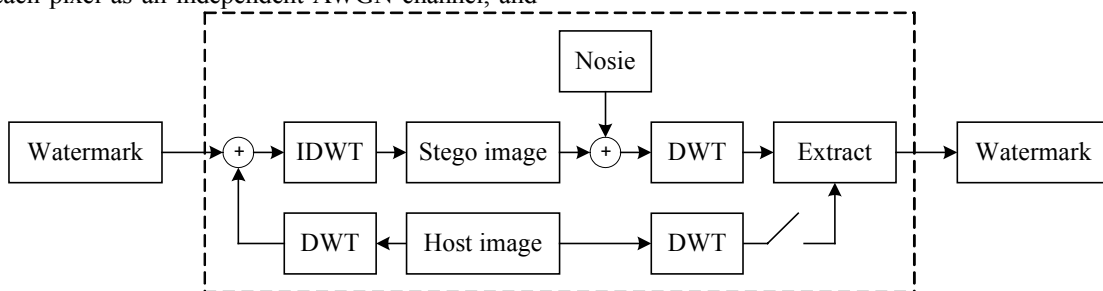 each pixel as an independent AWGN channel, and
Nosie
Watermark + IDWT Stego image + DWT Extract Watermark
DWT Host image DWT